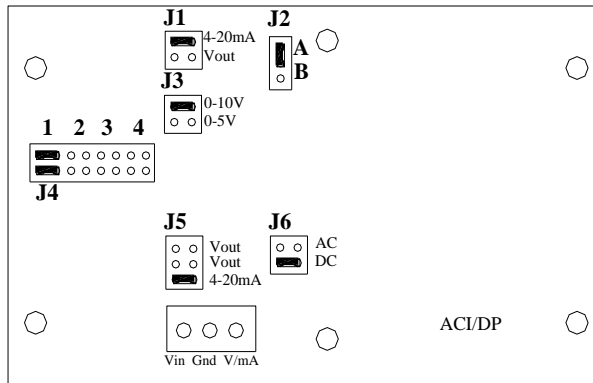 J1
4-20mA
Vout
J2
A
B
J3
0-10V
0-5V
1 2 3 4
J4
J5
Vout
Vout
4-20mA
J6
AC
DC
Vin Gnd V/mA
ACI/DP